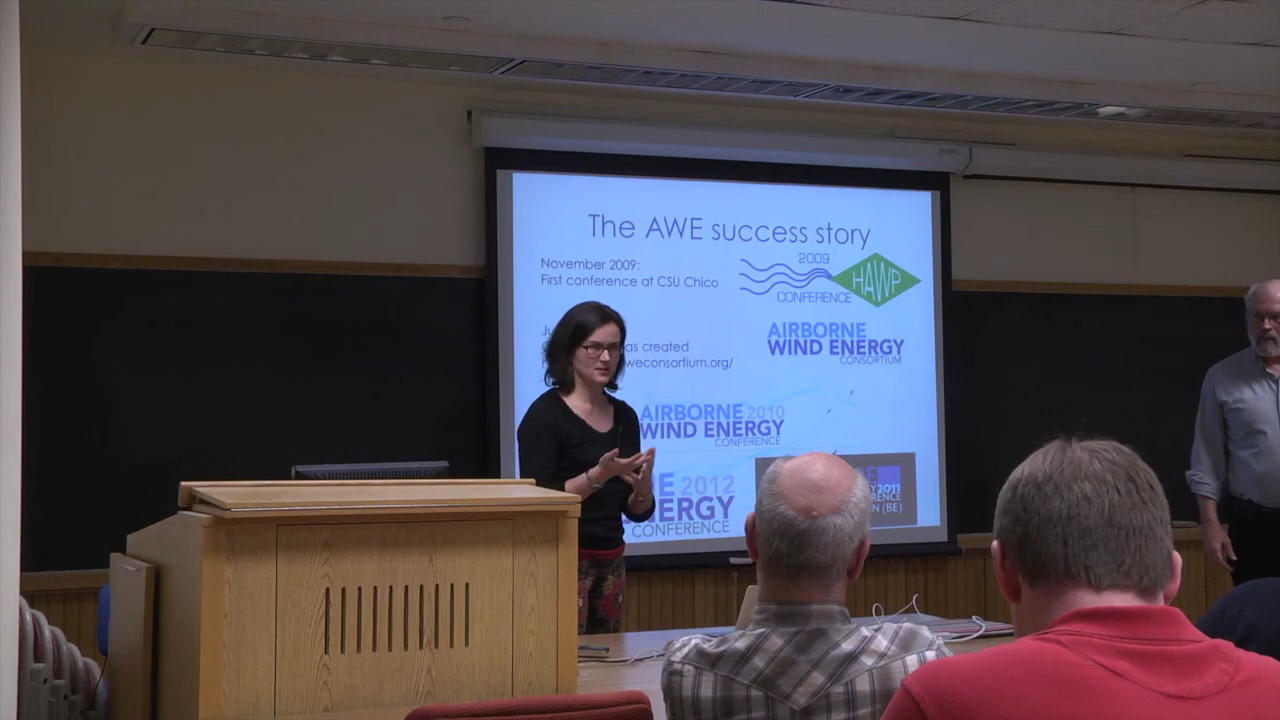 The AWE success story
November 2009:
First conference at CSU Chico
2009
HAWP
CONFERENCE
as created
weconsortium.org/
AIRBORNE
WIND ENERGY
CONSORTIUM
AIRBORNE 2010
WIND ENERGY
CONFERENCE
2012
ENERGY
CONFERENCE
2011
(BE)